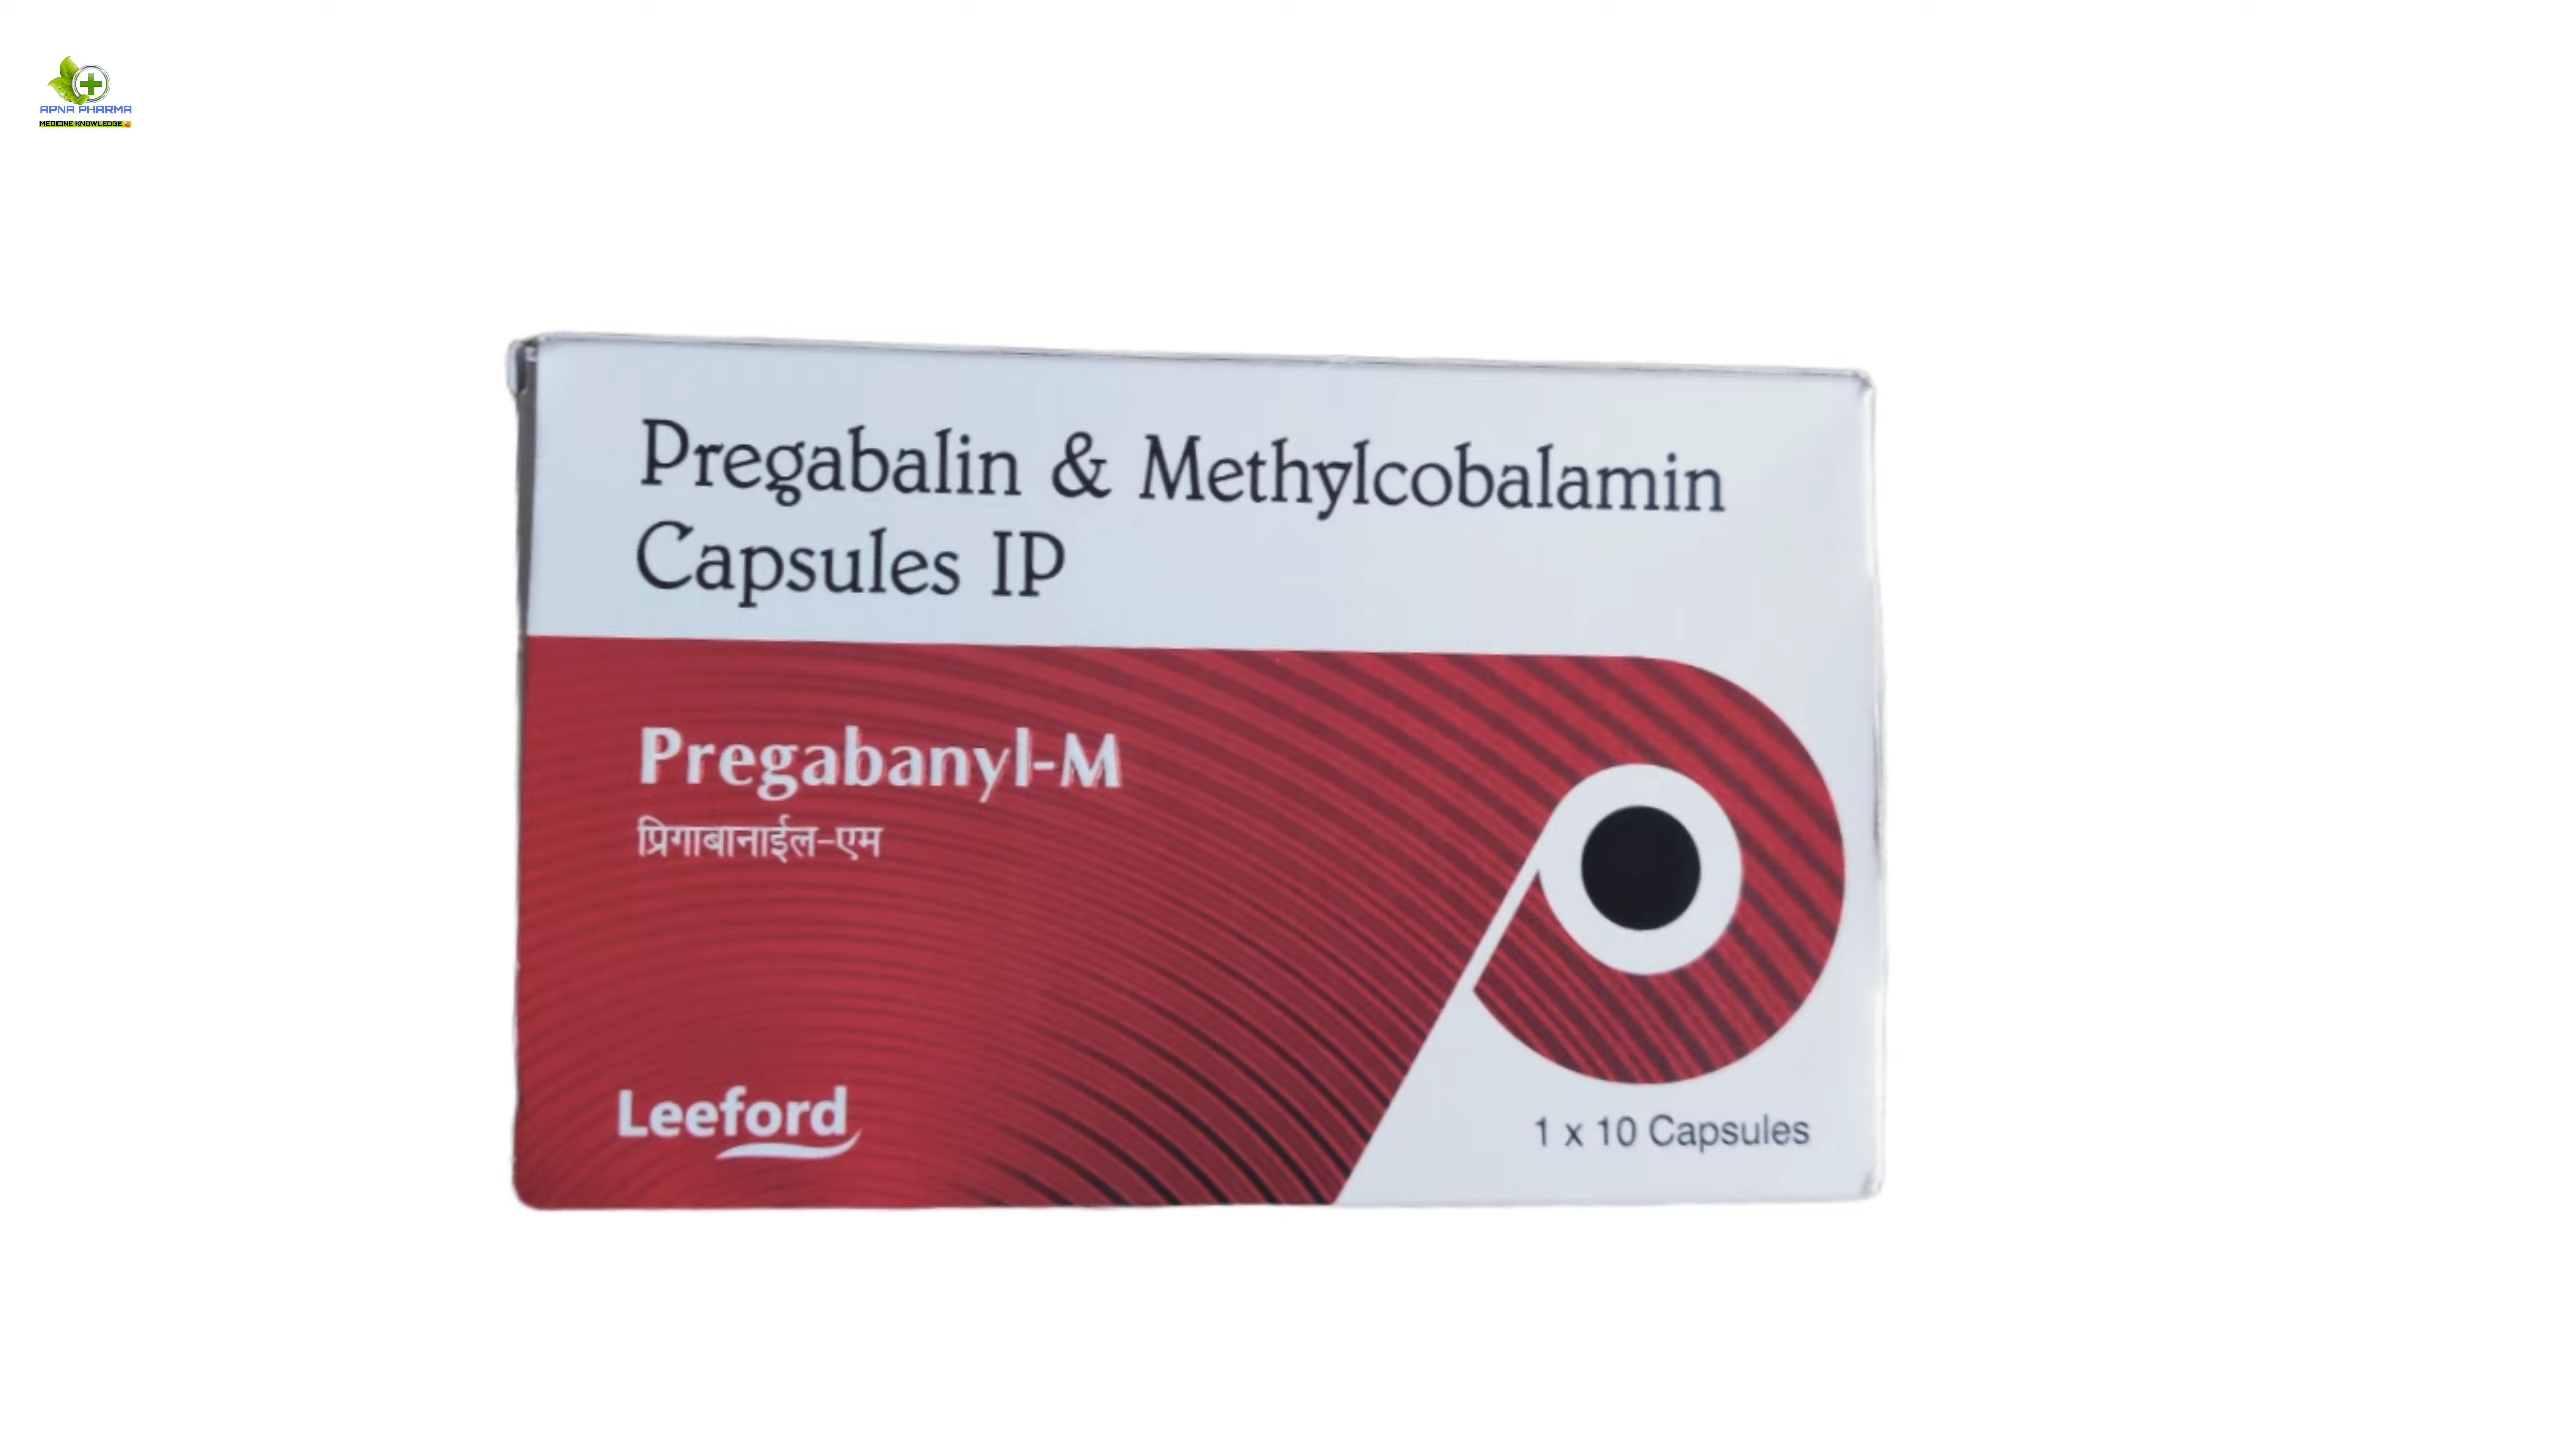 APNA PHARMA
MEDICINE KNOWLEDGE
Pregabalin & Methylcobalamin
Capsules IP
Pregabanyl-M
प्रिगाबानाईल-एम
Leeford
1 x 10 Capsules